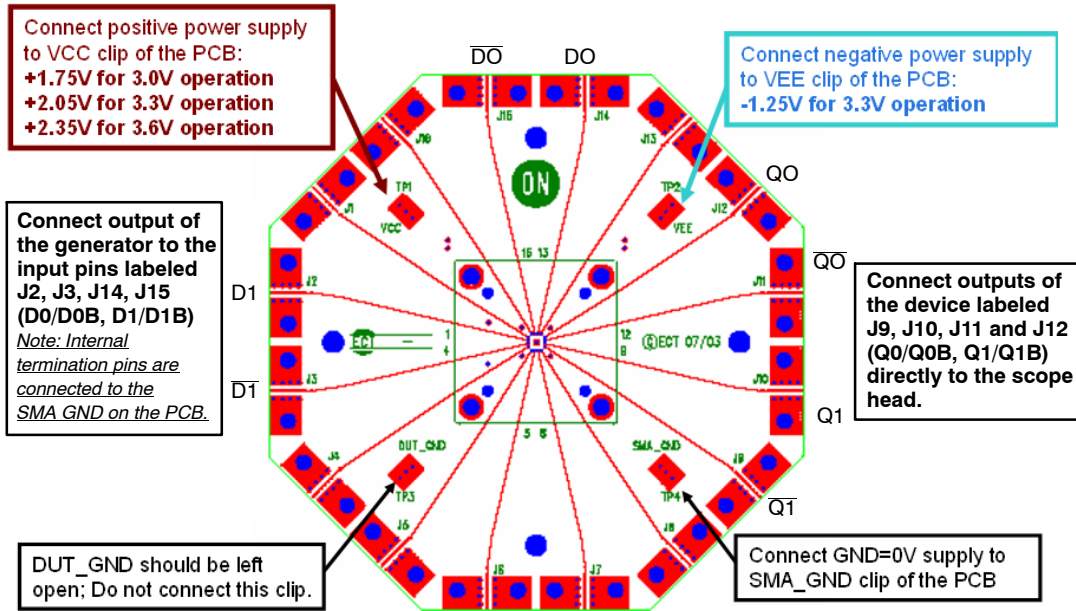 Connect positive power supply
to VCC clip of the PCB:
+1.75V for 3.0V operation
+2.05V for 3.3V operation
+2.35V for 3.6V operation
DO
DO
Connect negative power supply
to VEE clip of the PCB:
-1.25V for 3.3V operation
J16
J15
J14
J13
ON
TP1
VCC
TP2
VEE
J1
J12
QO
Connect output of
the generator to the
input pins labeled
J2, J3, J14, J15
(D0/D0B, D1/D1B)
Note: Internal
termination pins are
connected to the
SMA GND on the PCB.
16 13
J2
D1
J11
QO
ECT
—
1
4
12
9
©ECT 07/03
Connect outputs of
the device labeled
J9, J10, J11 and J12
(Q0/Q0B, Q1/Q1B)
directly to the scope
head.
J3
D1
J10
Q1
5 8
J4
DUT_GND
TP3
SMA_GND
TP4
J9
Q1
J5
J8
J6
J7
DUT_GND should be left
open; Do not connect this clip.
Connect GND=0V supply to
SMA_GND clip of the PCB